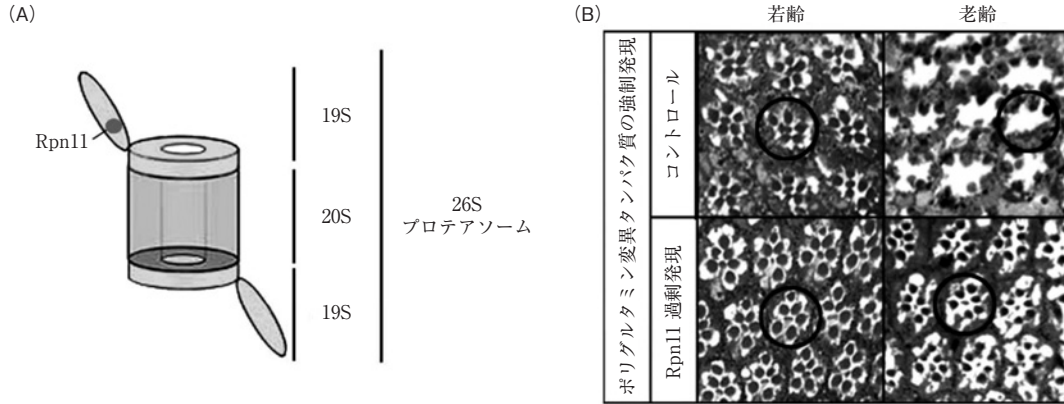 (A)
Rpn11
19S
20S
19S
26S
プロテアソーム
(B)
若齢
老齢
ポリグルタミン変異タンパク質の強制発現
コントロール
Rpn11 過剰発現